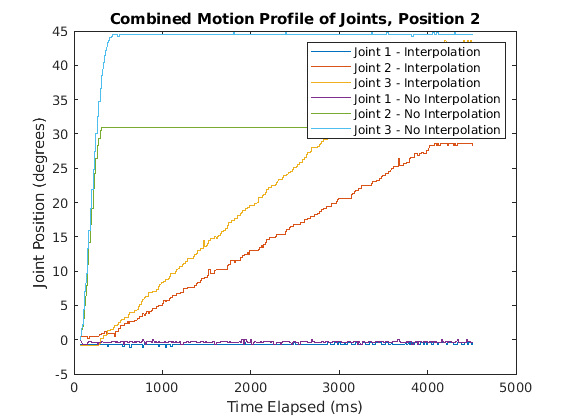 Combined Motion Profile of Joints, Position 2
45
40
35
30
25
20
15
10
5
0
-5
Joint Position (degrees)
Joint 1 - Interpolation
Joint 2 - Interpolation
Joint 3 - Interpolation
Joint 1 - No Interpolation
Joint 2 - No Interpolation
Joint 3 - No Interpolation
0 1000 2000 3000 4000 5000
Time Elapsed (ms)